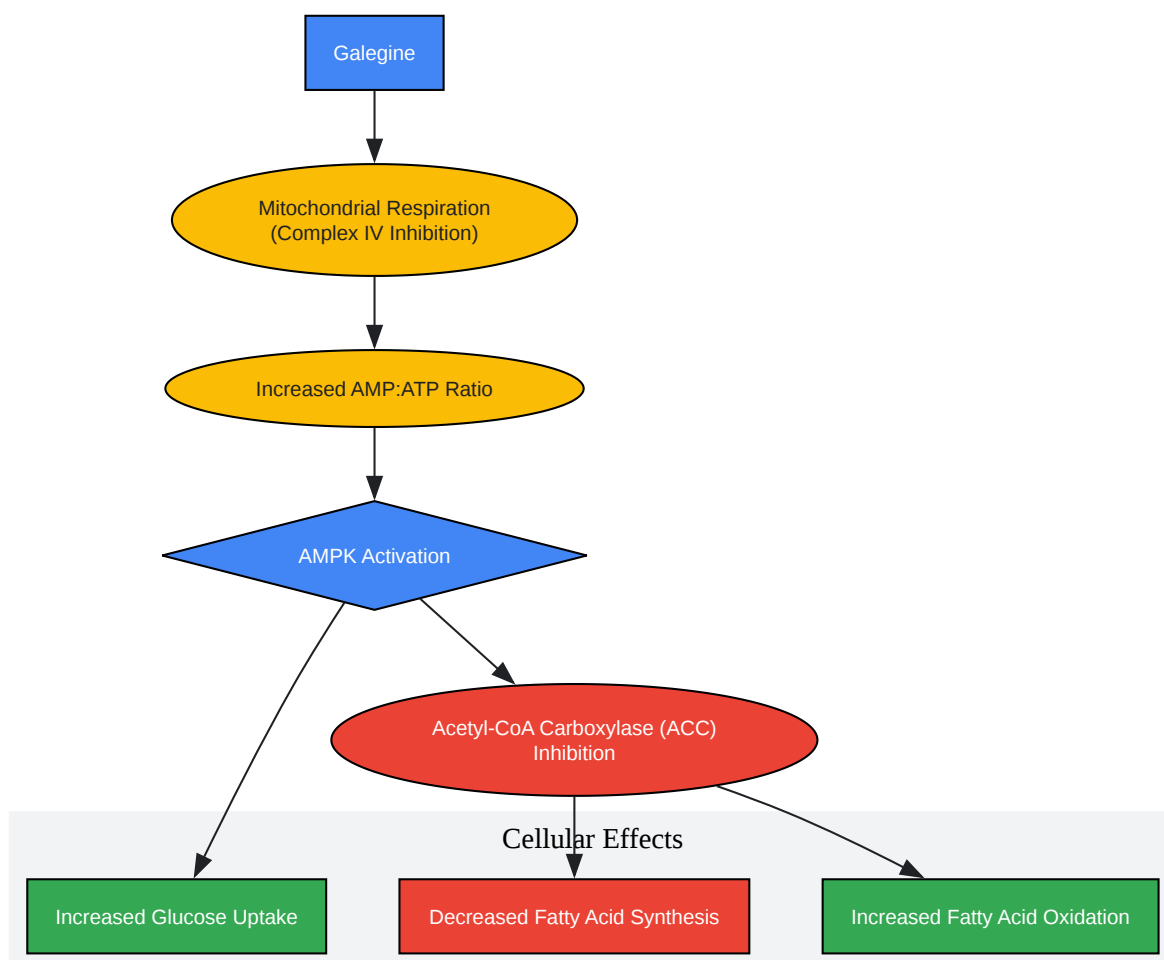 Galegine
Mitochondrial Respiration
(Complex IV Inhibition)
Increased AMP:ATP Ratio
AMPK Activation
Acetyl-CoA Carboxylase (ACC)
Inhibition
Cellular Effects
Increased Glucose Uptake
Decreased Fatty Acid Synthesis
Increased Fatty Acid Oxidation